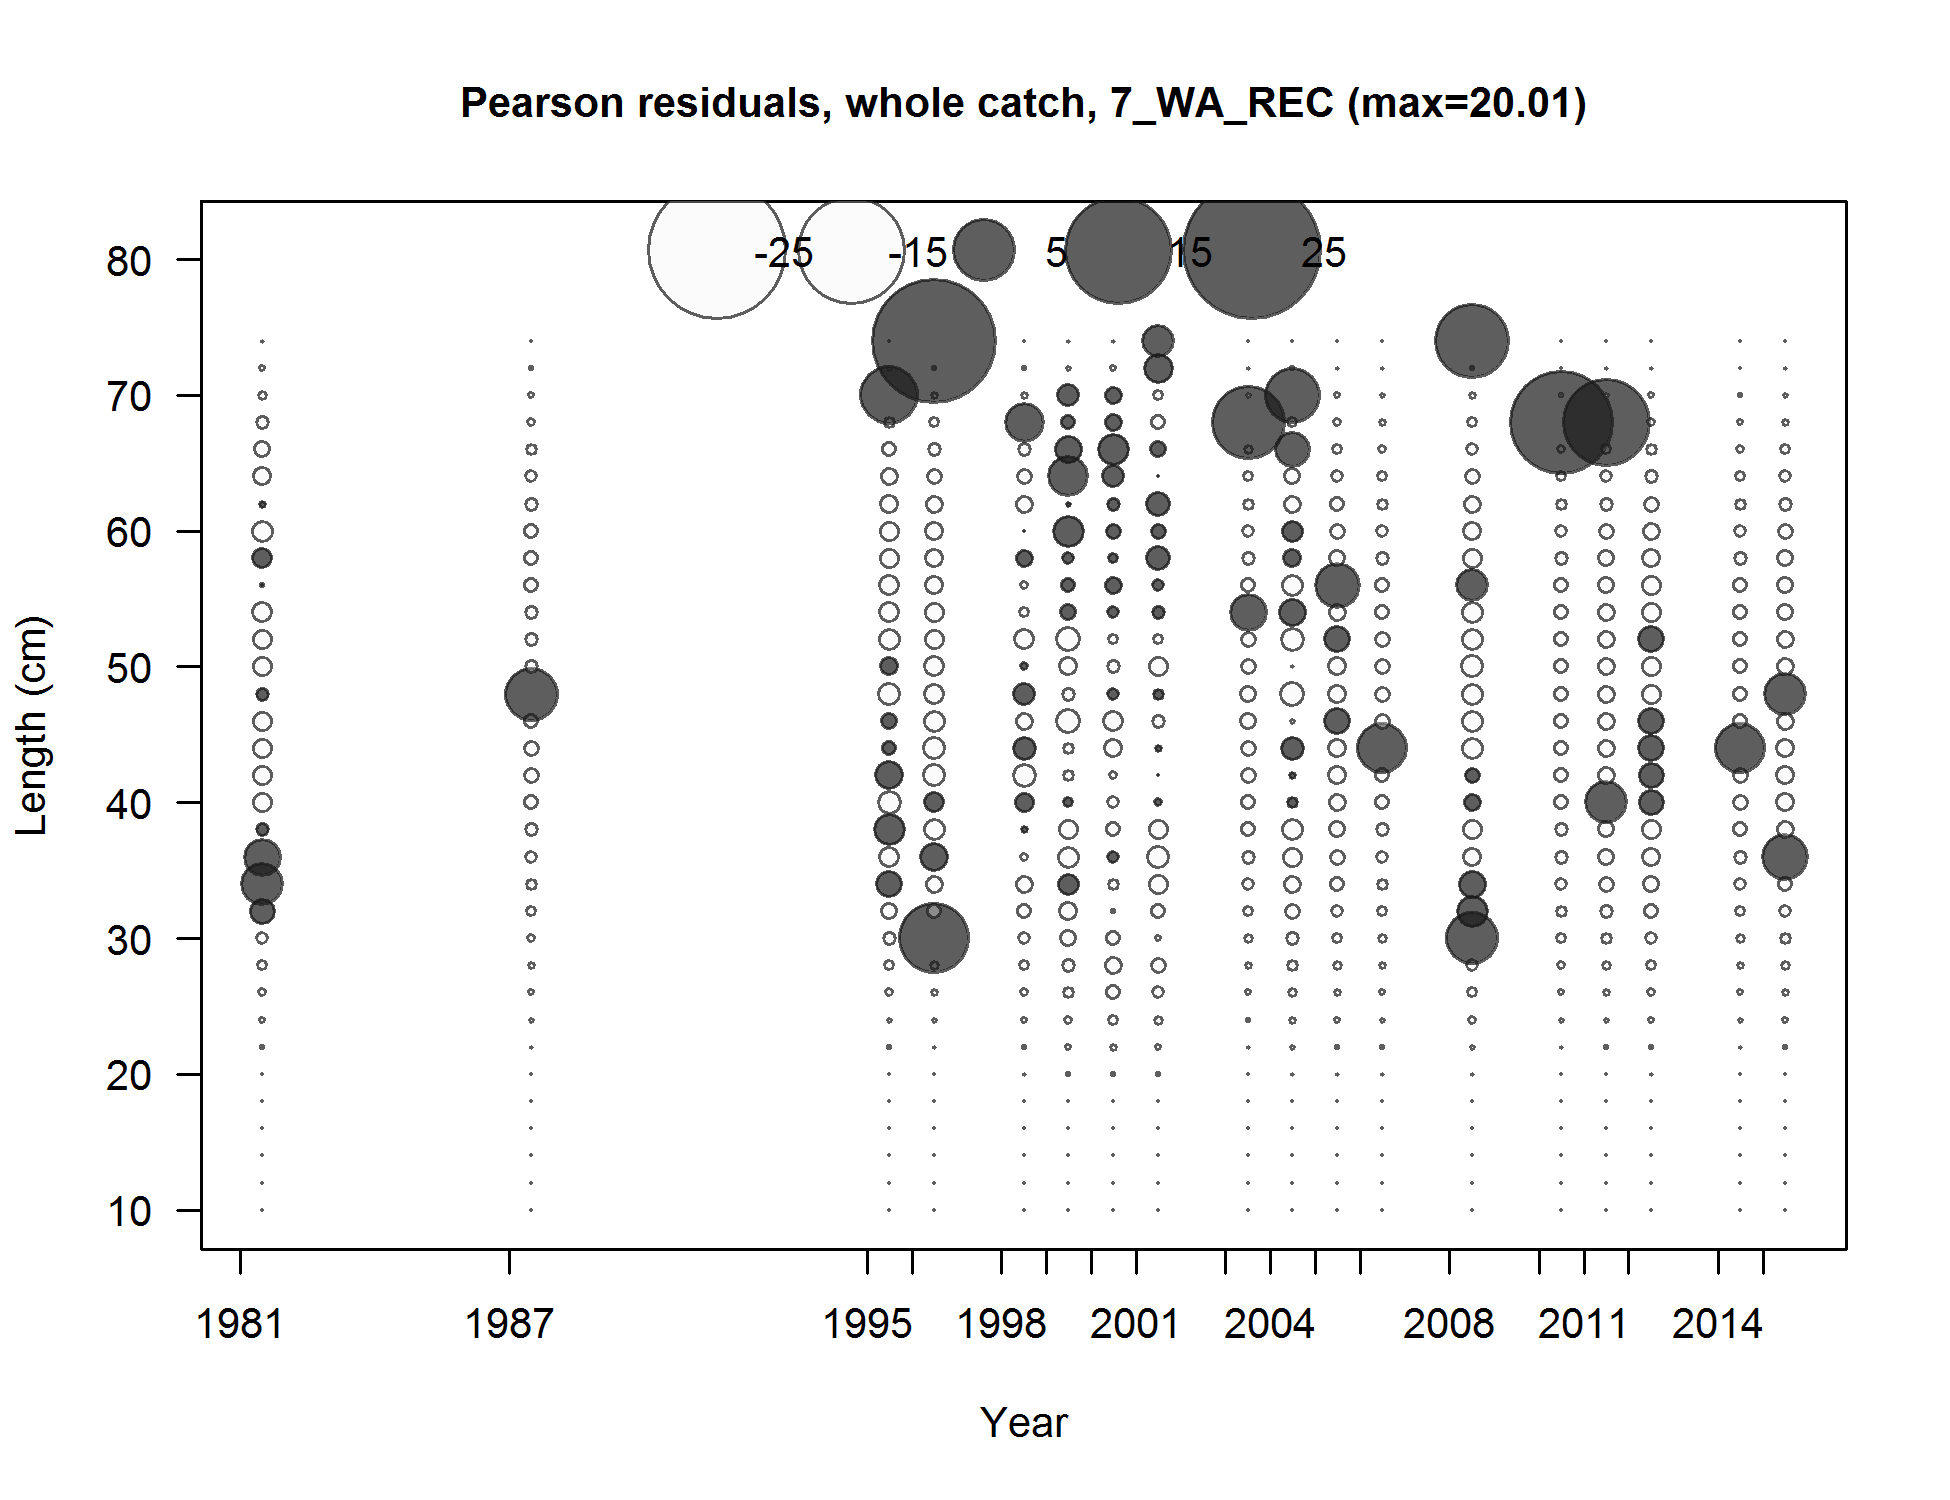 Pearson residuals, whole catch, 7_WA_REC (max=20.01)
-25 -15 5 15 25
80
70
60
50
40
30
20
10
Length (cm)
1981 1987 1995 1998 2001 2004 2008 2011 2014
Year